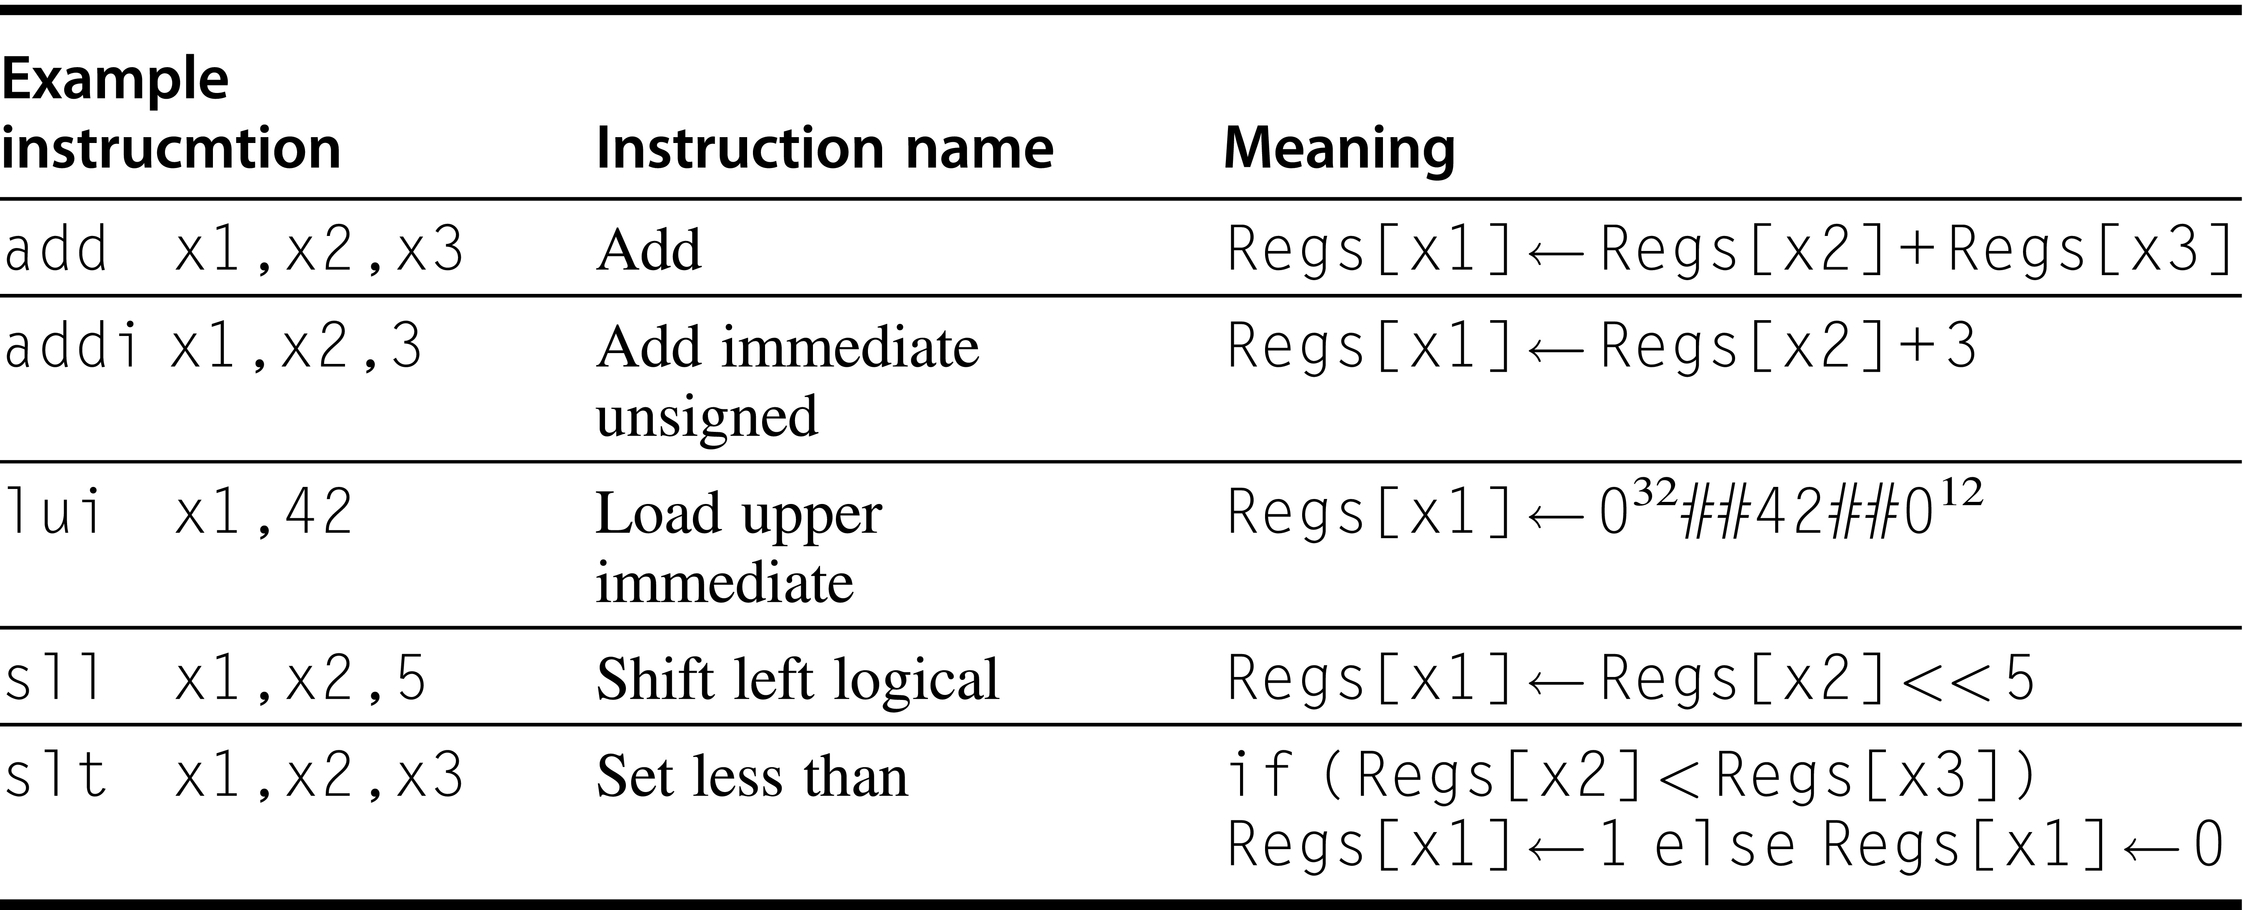 Example
instrucmtion Instruction name Meaning
add x1,x2,x3 Add Regs[x1]←Regs[x2]+Regs[x3]
addi x1,x2,3 Add immediate Regs[x1]←Regs[x2]+3
unsigned
lui x1,42 Load upper Regs[x1]←0³²##42##0¹²
immediate
sll x1,x2,5 Shift left logical Regs[x1]←Regs[x2]<<5
slt x1,x2,x3 Set less than if (Regs[x2]<Regs[x3])
Regs[x1]←1 else Regs[x1]←0